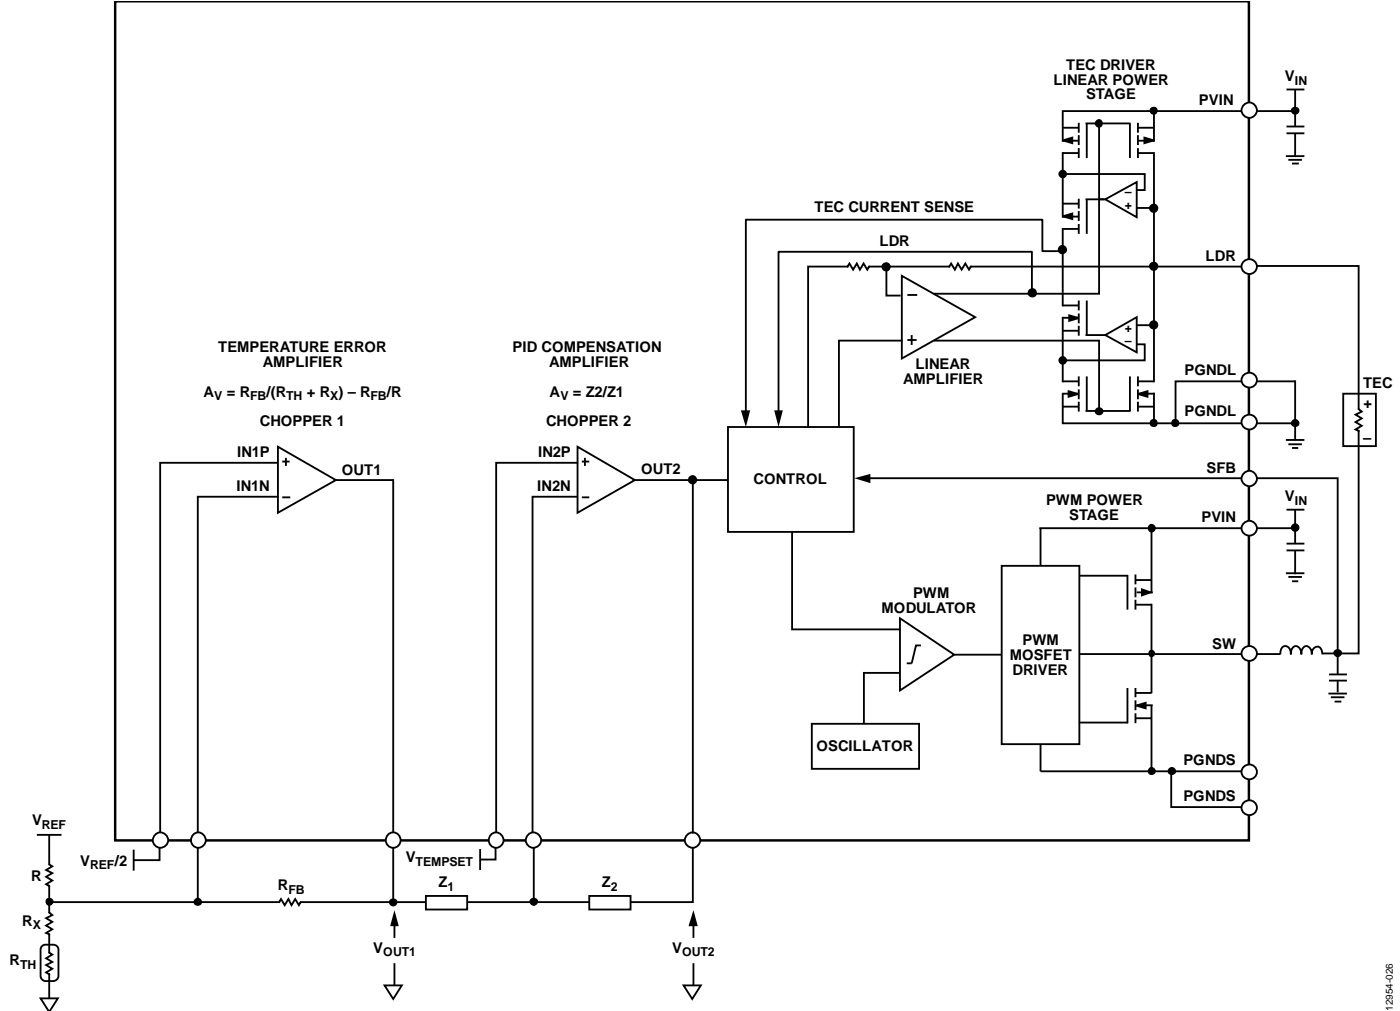 TEC DRIVER
LINEAR POWER
STAGE
VIN
PVIN
TEC CURRENT SENSE
LDR
LDR
−
+
−
+
+
−
LINEAR
AMPLIFIER
PGNDL
PGNDL
TEC
+
−
TEMPERATURE ERROR
AMPLIFIER
AV = RFB/(RTH + RX) − RFB/R
CHOPPER 1
PID COMPENSATION
AMPLIFIER
AV = Z2/Z1
CHOPPER 2
IN1P
IN1N
+
−
OUT1
IN2P
IN2N
+
−
OUT2
CONTROL
SFB
PWM POWER
STAGE
VIN
PVIN
PWM
MODULATOR
PWM
MOSFET
DRIVER
SW
OSCILLATOR
PGNDS
PGNDS
VREF
VREF/2
VTEMPSET
R
RFB
Z1
Z2
RX
RTH
VOUT1
VOUT2
12954-026